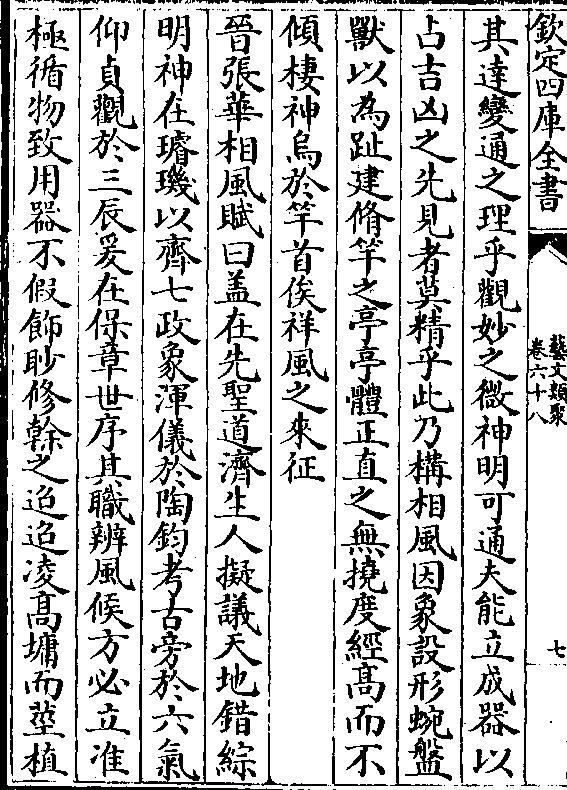 欽定四庫全書
藝文類聚
卷六十八
七
其達變通之理乎觀妙之微神明可通夫能立成器以
占吉凶之先見者莫精乎此乃構相風因象設形蜿盤
獸以為趾建脩竿之亭亭體正直之無撓度經髙而不
傾棲神烏於竿首俟祥風之來征
晉張華相風賦曰盖在先聖道濟生人擬議天地錯綜
明神在璿璣以齊七政象渾儀於陶鈞考古旁於六氣
仰貞觀於三辰爰在保章世序其職辨風候方必立准
極循物致用器不假飾眇修幹之迢迢凌髙墉而莖植